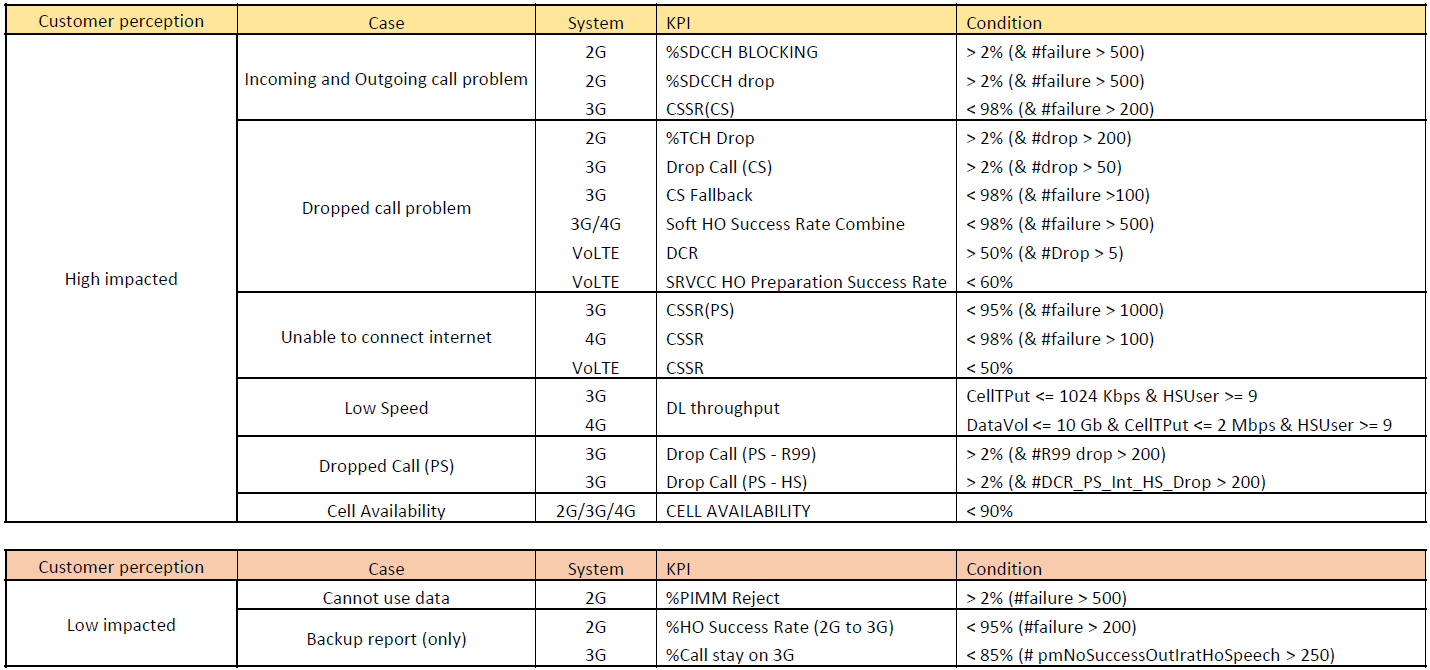 Customer perception Case System KPI Condition
2G %SDCCH BLOCKING > 2% (& #failure > 500)
Incoming and Outgoing call problem 2G %SDCCH drop > 2% (& #failure > 500)
3G CSSR(CS) < 98% (& #failure > 200)
2G %TCH Drop > 2% (& #drop > 200)
3G Drop Call (CS) > 2% (& #drop > 50)
3G CS Fallback < 98% (& #failure >100)
Dropped call problem 3G/4G Soft HO Success Rate Combine < 98% (& #failure > 500)
VoLTE DCR > 50% (& #Drop > 5)
High impacted VoLTE SRVCC HO Preparation Success Rate < 60%
3G CSSR(PS) < 95% (& #failure > 1000)
Unable to connect internet 4G CSSR < 98% (& #failure > 100)
VoLTE CSSR < 50%
3G CellTPut <= 1024 Kbps & HSUser >= 9
Low Speed DL throughput
4G DataVol <= 10 Gb & CellTPut <= 2 Mbps & HSUser >= 9
3G Drop Call (PS - R99) > 2% (& #R99 drop > 200)
Dropped Call (PS)
3G Drop Call (PS - HS) > 2% (& #DCR_PS_Int_HS_Drop > 200)
Cell Availability 2G/3G/4G CELL AVAILABILITY < 90%
Customer perception Case System KPI Condition
Cannot use data 2G %PIMM Reject > 2% (#failure > 500)
Low impacted 2G %HO Success Rate (2G to 3G) < 95% (#failure > 200)
Backup report (only)
3G %Call stay on 3G < 85% (# pmNoSuccessOutIratHoSpeech > 250)